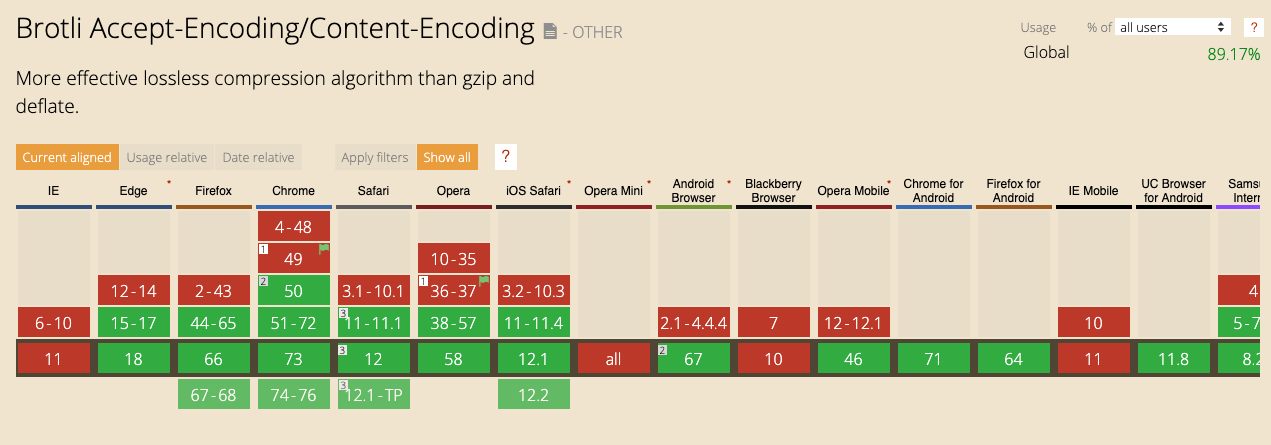 Brotli Accept-Encoding/Content-Encoding - OTHER
Usage % of all users ?
Global 89.17%
More effective lossless compression algorithm than gzip and
deflate.
Current aligned Usage relative Date relative Apply filters Show all ?
IE Edge * Firefox Chrome Safari Opera iOS Safari * Opera Mini * Android Browser * Blackberry Browser Opera Mobile * Chrome for Android Firefox for Android IE Mobile UC Browser for Android
4-48
1 49 10-35
12-14 2-43 2 50 3.1-10.1 1 36-37 3.2-10.3 4
6-10 15-17 44-65 51-72 3 11-11.1 38-57 11-11.4 2.1-4.4.4 7 12-12.1 10 5-7
11 18 66 73 3 12 58 12.1 all 2 67 10 46 71 64 11 11.8 8.2
67-68 74-76 3 12.1-TP 12.2